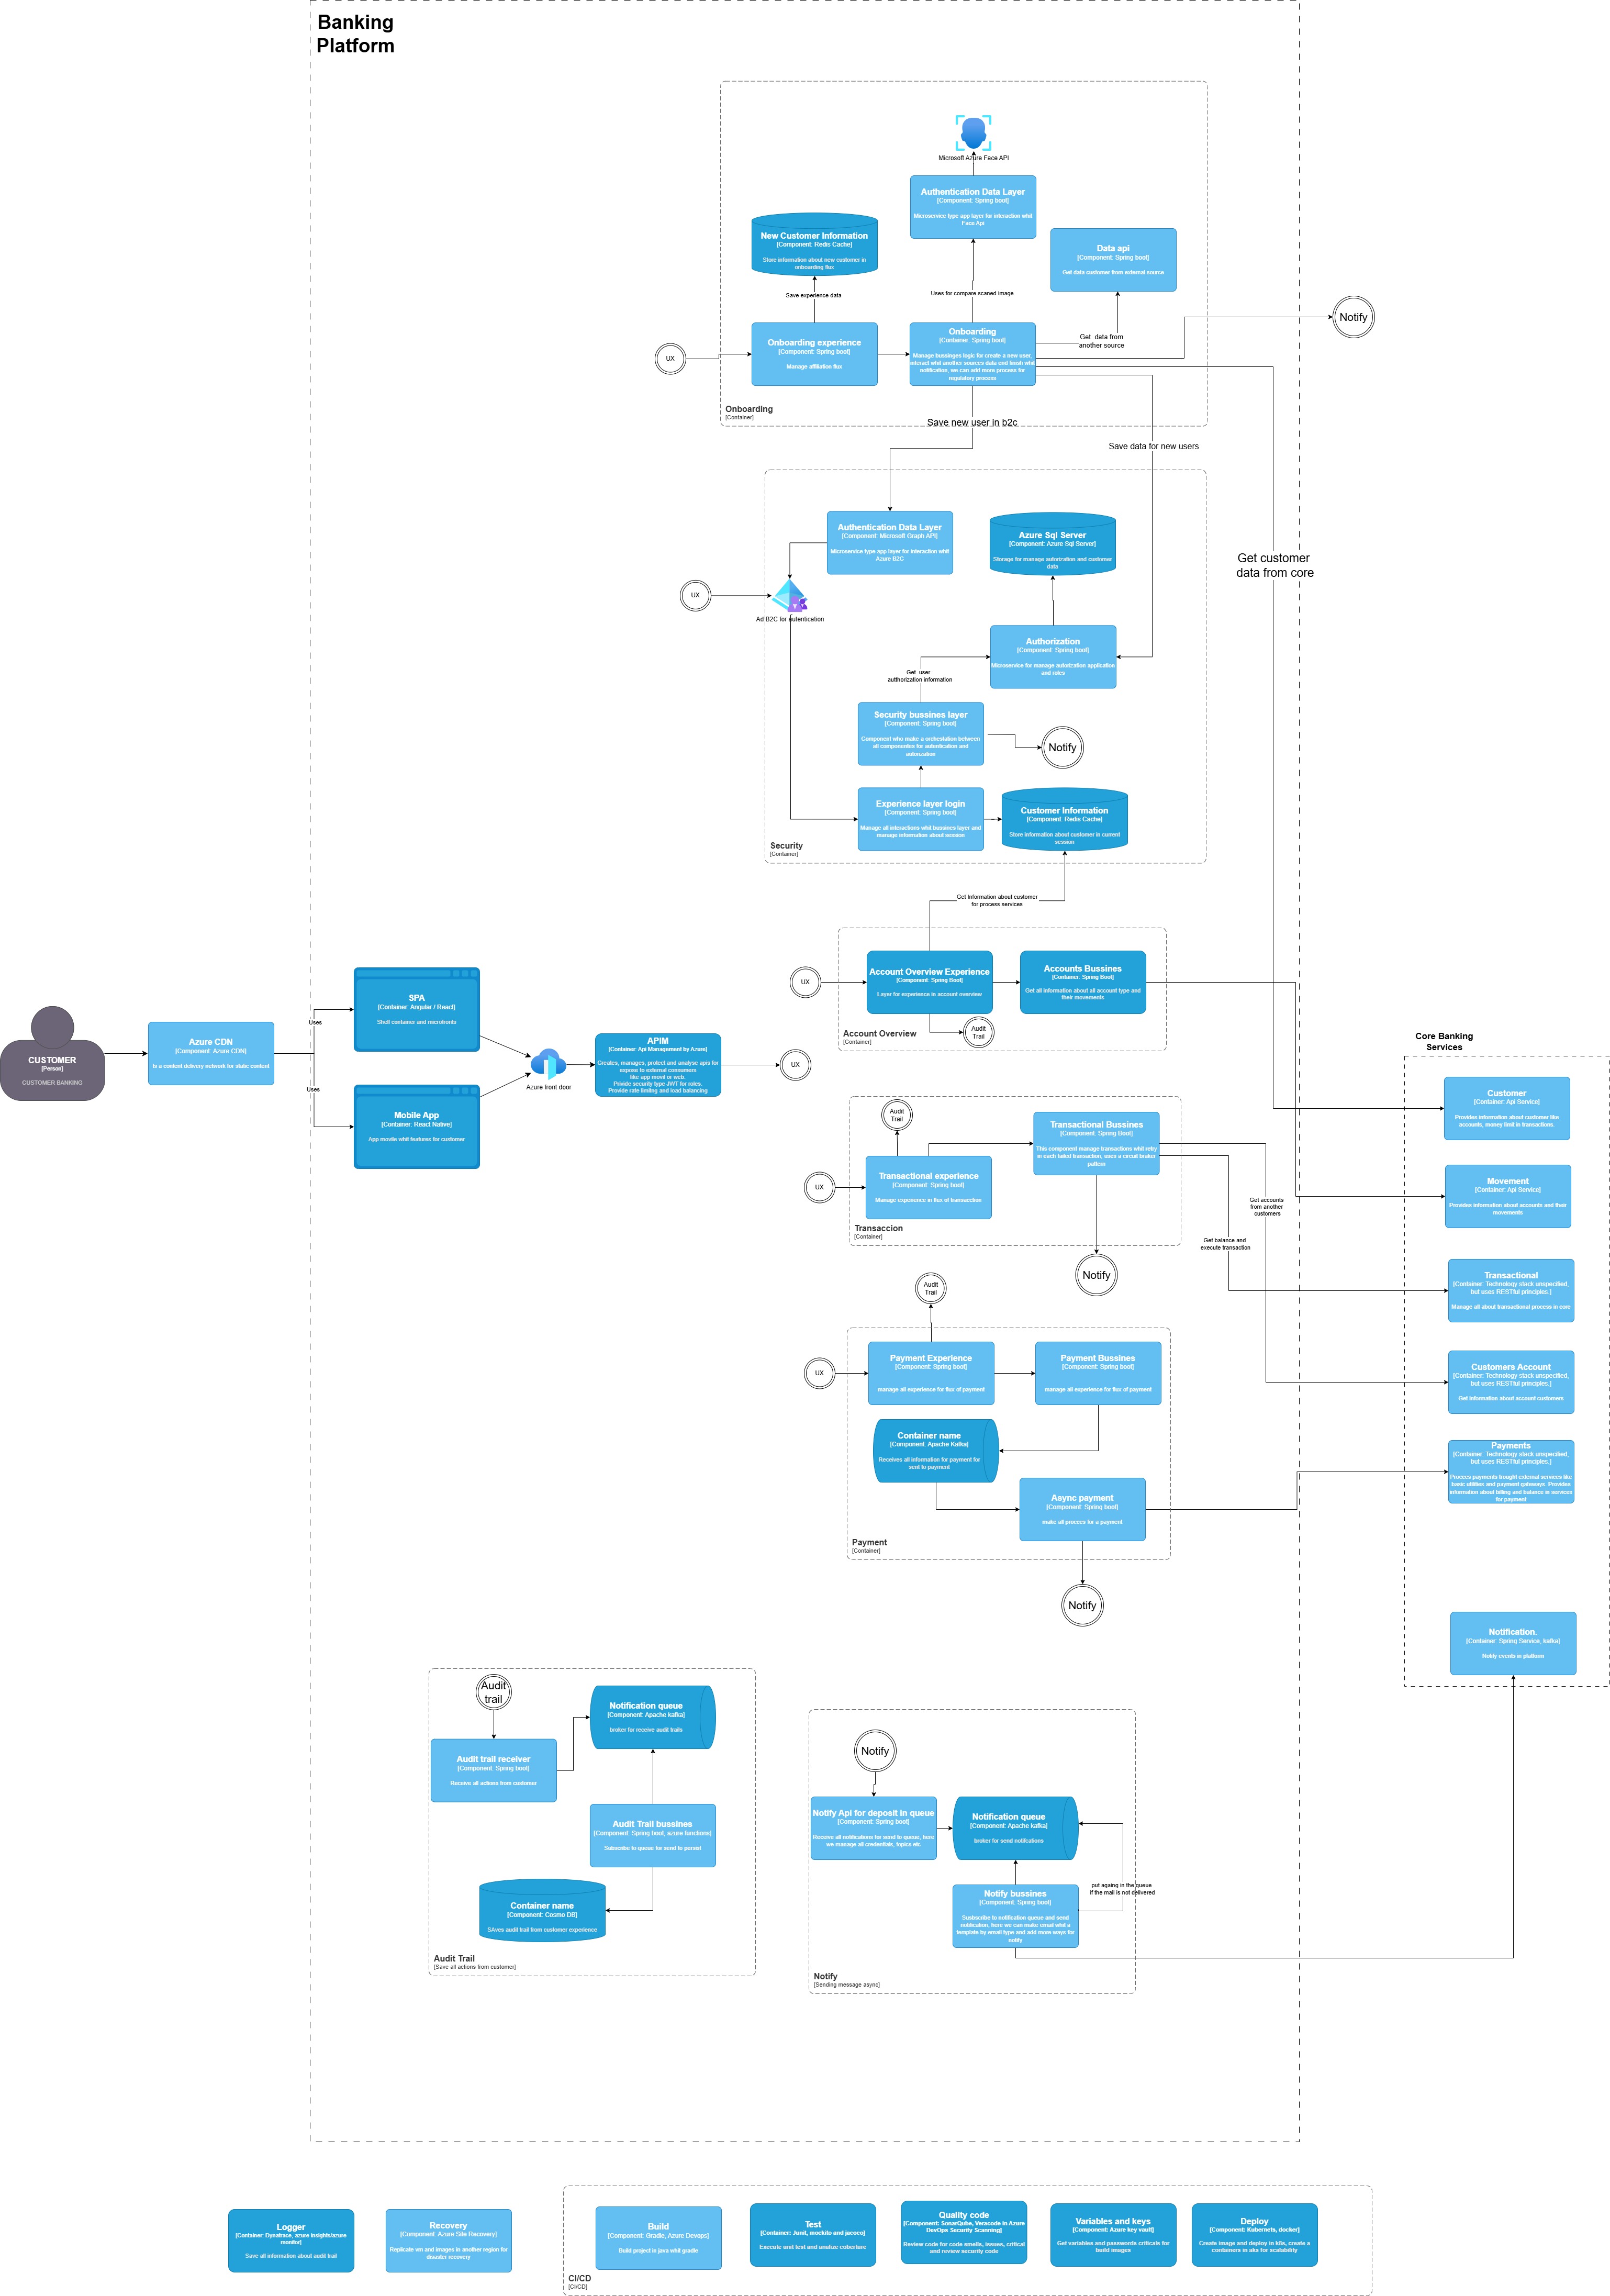 Banking
Platform
Microsoft Azure Face API
Authentication Data Layer
[Component: Spring boot]
Microservice type app layer for interaction whit
Face Api
New Customer Information
[Component: Redis Cache]
Store information about new customer in
onboarding flux
Data api
[Component: Spring boot]
Get data customer from external source
Save experience data
Uses for compare scaned image
Notify
Onboarding experience
[Component: Spring boot]
Manage affiliation flux
Onboarding
[Container: Spring boot]
Manage bussinges logic for create a new user,
interact whit another sources data and finish whit
notification, we can add more process for
regulatory process
Get data from
another source
UX
Onboarding
[Container]
Save new user in b2c
Save data for new users
Authentication Data Layer
[Component: Microsoft Graph API]
Microservice type app layer for interaction whit
Azure B2C
Azure Sql Server
[Component: Azure Sql Server]
Storage for manage autorization and customer
data
Get customer
data from core
UX
Ad B2C for autentication
Authorization
[Component: Spring boot]
Microservice for manage autorization application
and roles
Get user
autthorization information
Security bussines layer
[Component: Spring boot]
Component who make a orchestation between
all componentes for autentication and
autorization
Notify
Experience layer login
[Component: Spring boot]
Manage all interactions whit bussines layer and
manage information about session
Customer Information
[Component: Redis Cache]
Store information about customer in current
session
Security
[Container]
Get Information about customer
for process services
Account Overview Experience
[Component: Spring Boot]
Layer for experience in account overview
Accounts Bussines
[Container: Spring Boot]
Get all information about all account type and
their movements
UX
Audit
Trail
Account Overview
[Container]
CUSTOMER
[Person]
CUSTOMER BANKING
Azure CDN
[Component: Azure CDN]
Is a content delivery network for static content
Uses
Uses
SPA
[Container: Angular / React]
Shell container and microfronts
Mobile App
[Container: React Native]
App movile whit features for customer
Azure front door
APIM
[Container: Api Management by Azure]
Creates, manages, protect and analyse apis for
expose to external consumers
like app movl or web.
Privide security type JWT for roles.
Provide rate limiting and load balancing
UX
Core Banking
Services
Customer
[Container: Api Service]
Provides information about customer like
accounts, money limit in transactions.
Audit
Trail
Transactional Bussines
[Component: Spring Boot]
This component manage transactions whit retry
in each failed transaction, uses a circuit broker
pattern
Transactional experience
[Component: Spring boot]
Manage experience in flux of transacction
UX
Transaccion
[Container]
Movement
[Container: Api Service]
Provides information about accounts and their
movements
Get accounts
from another
customers
Get balance and
execute transaction
Notify
Transactional
[Container: Technology stack unspecified,
but uses RESTful principles.]
Manage all about transactional process in core
Audit
Trail
Payment Experience
[Component: Spring boot]
manage all experience for flux of payment
Payment Bussines
[Component: Spring boot]
manage all experience for flux of payment
UX
Customers Account
[Container: Technology stack unspecified,
but uses RESTful principles.]
Get information about account customers
Container name
[Component: Apache Kafka]
Receives all information for payment for
sent to payment
Payments
[Container: Technology stack unspecified,
but uses RESTful principles.]
Procces payments trought external services like
basic utilities and payment gateways. Provides
information about billing and balance in services
for payment
Async payment
[Component: Spring boot]
make all procces for a payment
Payment
[Container]
Notify
Notification.
[Container: Spring Service, kafka]
Notify events in platform
Audit
trail
Notification queue
[Component: Apache kafka]
broker for receive audit trails
Audit trail receiver
[Component: Spring boot]
Receive all actions from customer
Audit Trail bussines
[Component: Spring boot, azure functions]
Subscribe to queue for send to persist
Container name
[Component: Cosmo DB]
SAves audit trail from customer experience
Audit Trail
[Save all actions from customer]
Notify
Notify Api for deposit in queue
[Component: Spring boot]
Receive all notifications for send to queue, here
we manage all credentials, topics etc
Notification queue
[Component: Apache kafka]
broker for send notifcations
put againg in the queue
if the mail is not delivered
Notify bussines
[Component: Spring boot]
Susbscribe to notification queue and send
notification, here we can make email whit a
template by email type and add more ways for
notify
Notify
[Sending message async]
Logger
[Container: Dynatrace, azure insights/azure
monitor]
Save all information about audit trail
Recovery
[Component: Azure Site Recovery]
Replicate vm and images in another region for
disaster recovery
Build
[Component: Gradle, Azure Devops]
Build project in java whit gradle
Test
[Container: Junit, mockito and jacoco]
Execute unit test and analize coberture
Quality code
[Component: SonarQube, Veracode in Azure
DevOps Security Scanning]
Review code for code smells, issues, critical
and review security code
Variables and keys
[Component: Azure key vault]
Get variables and passwords criticals for
build images
Deploy
[Component: Kubernets, docker]
Create image and deploy in k8s, create a
containers in aks for scalability
CI/CD
[CI/CD]